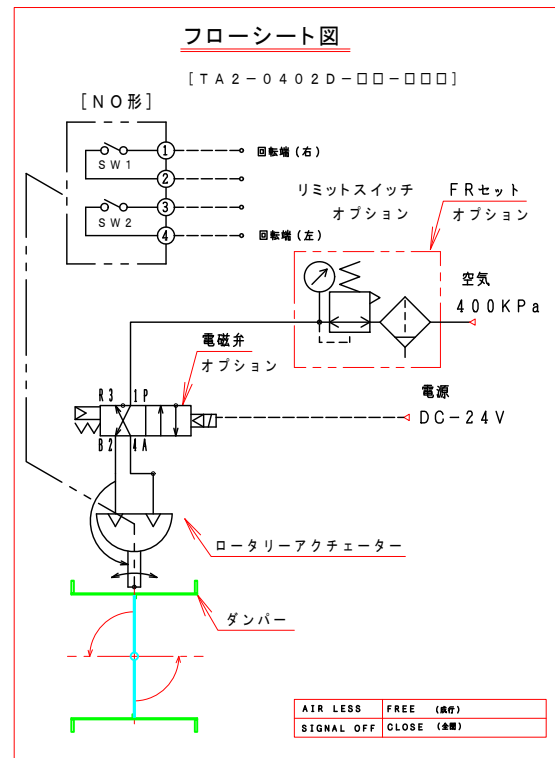 フローシート図
[TA2-0402D-□□-□□□]
[NO形]
1
SW1
2
回転端(右)
3
SW2
4
回転端(左)
リミットスイッチ
オプション
FRセット
オプション
空気
400KPa
電磁弁
オプション
R3 1P
B2 4A
電源
DC-24V
ロータリーアクチェーター
ダンパー
AIR LESS FREE
SIGNAL OFF CLOSE (全閉)